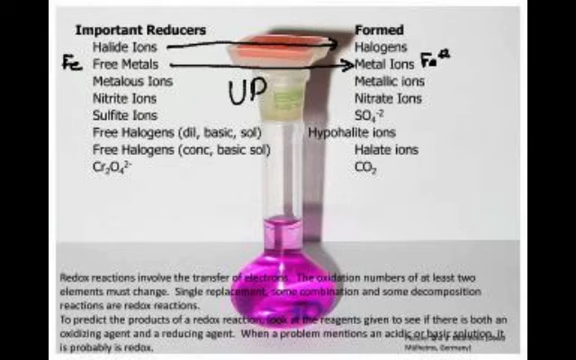 Important Reducers Formed
Halide Ions Halogens
Fe Free Metals Metal Ions
Metalous Ions Metallic ions
UP
Nitrite Ions Nitrate Ions
Sulfite Ions SO₄⁻²
Free Halogens (dil, basic, sol) Hypohalite ions
Free Halogens (conc, basic sol) Halate ions
Cr₂O₄²⁻ CO₂
Redox reactions involve the transfer of electrons. The oxidation numbers of at least two
elements must change. Single replacement, some combination and some decomposition
reactions are redox reactions.
To predict the products of a redox reaction, look at the reagents given to see if there is both an
oxidizing agent and a reducing agent. When a problem mentions an acidic or basic solution, it
is probably is redox.
Germany)